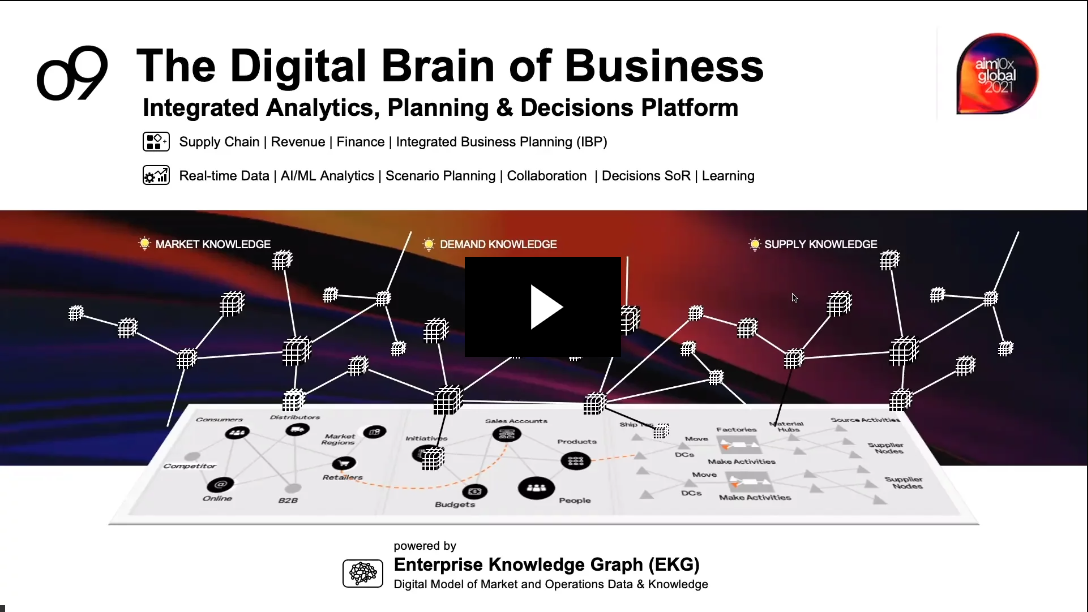 o9
The Digital Brain of Business
Integrated Analytics, Planning & Decisions Platform
Supply Chain | Revenue | Finance | Integrated Business Planning (IBP)
Real-time Data | AI/ML Analytics | Scenario Planning | Collaboration | Decisions SoR | Learning
aim10x
global
2021
MARKET KNOWLEDGE
DEMAND KNOWLEDGE
SUPPLY KNOWLEDGE
Consumers
Distributors
Market
Regions
Competitor
Retailers
Online
B2B
Initiatives
Sales Accounts
Products
Budgets
People
Ship
Move
DCs
Factories
Material
Hubs
Source Activities
Make Activities
Supplier
Nodes
Move
DCs
Make Activities
Supplier
Nodes
powered by
Enterprise Knowledge Graph (EKG)
Digital Model of Market and Operations Data & Knowledge